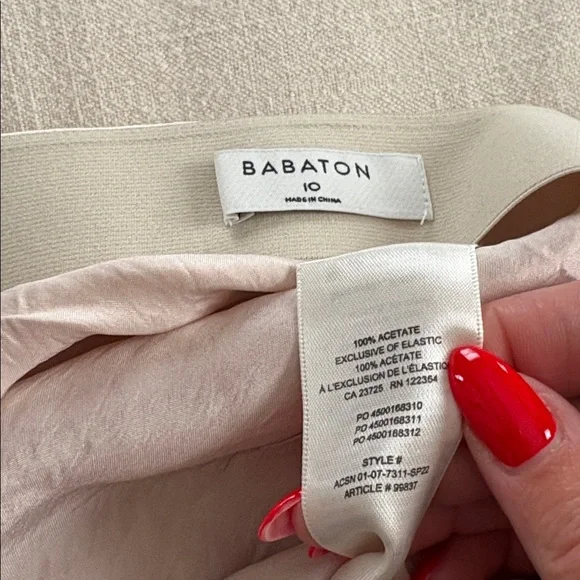 BABATON
10
MADE IN CHINA
100% ACETATE
EXCLUSIVE OF ELASTIC
100% ACÉTATE
À L'EXCLUSION DE L'ÉLASTIC
CA 23725 RN 122364
PO 4500168310
PO 4500168311
PO 4500168312
STYLE #
ACSN 01-07-7311-SP22
ARTICLE # 99837